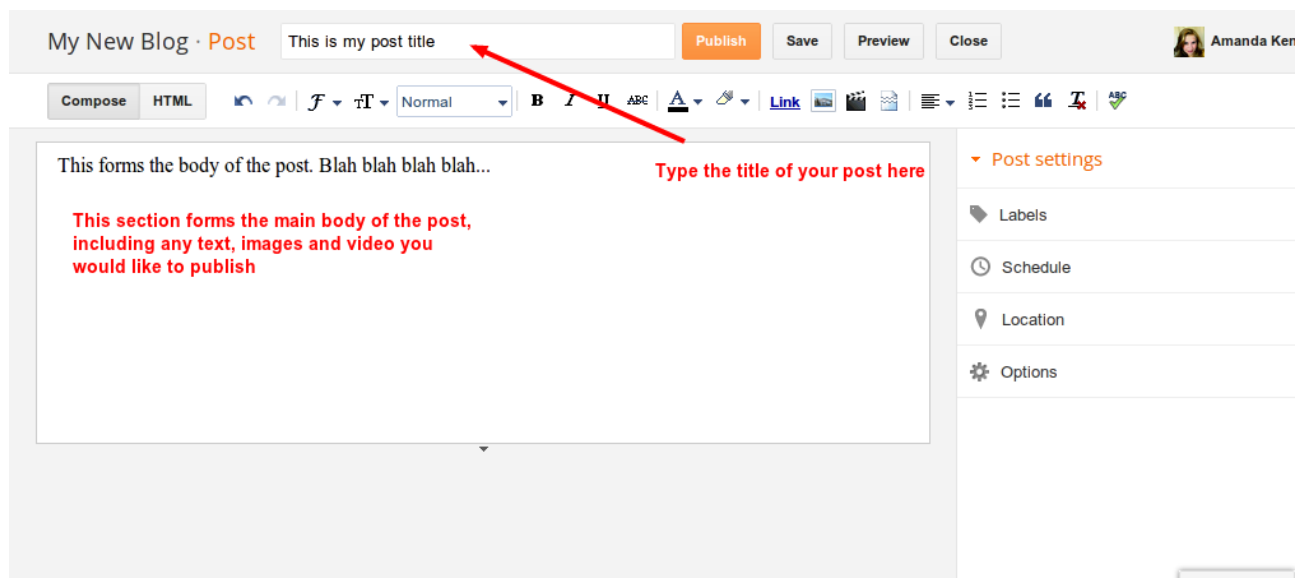 My New Blog · Post This is my post title Publish Save Preview Close Amanda Ken
Compose HTML F T Normal B I U ABC A Link ABC
This forms the body of the post. Blah blah blah blah...
Type the title of your post here
This section forms the main body of the post,
including any text, images and video you
would like to publish
Post settings
Labels
Schedule
Location
Options